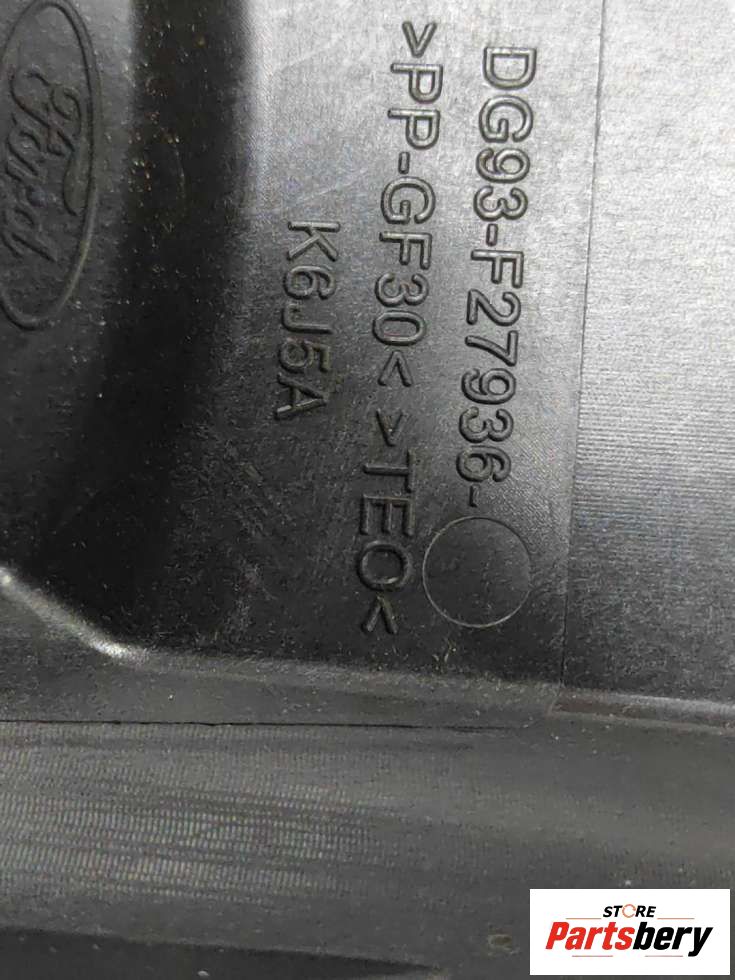 DG93-F27936-
>PP-GF30< >TEO<
K6J5A
Ford
STORE
Partsbery